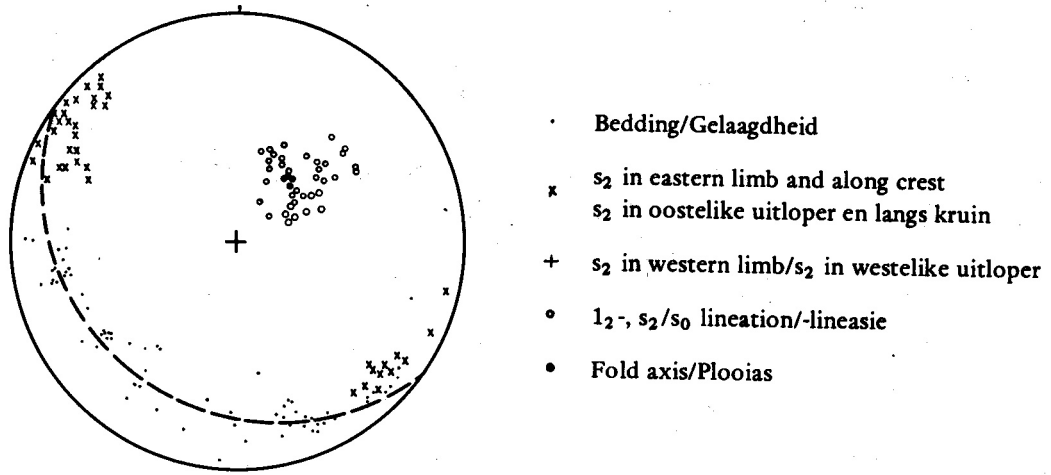 Bedding/Gelaagdheid
s₂ in eastern limb and along crest
s₂ in oostelike uitloper en langs kruin
s₂ in western limb/s₂ in westelike uitloper
1₂-, s₂/s₀ lineation/-lineasie
Fold axis/Plooias